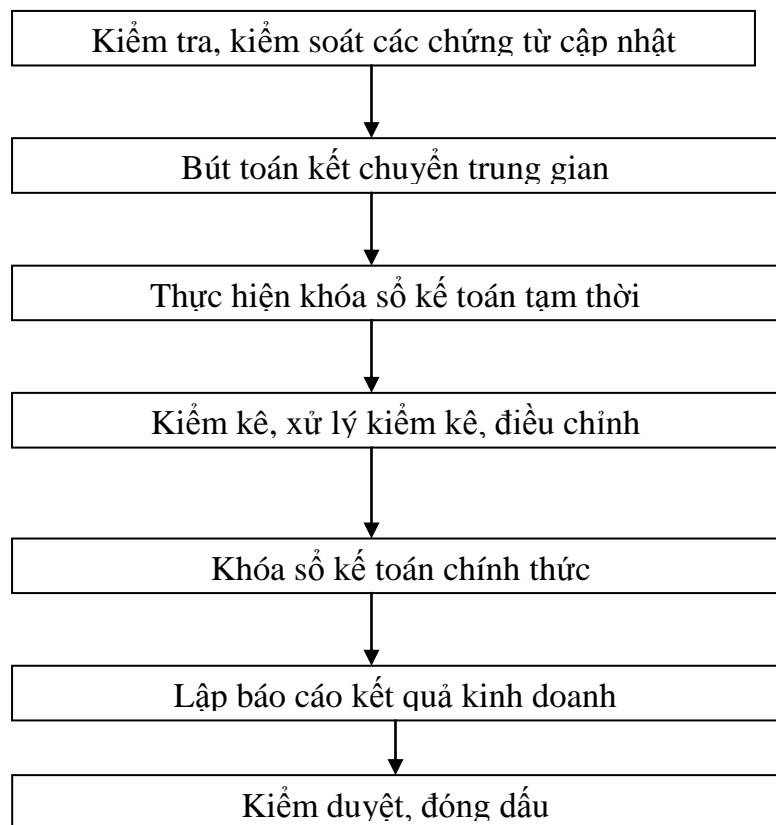 Kiểm tra, kiểm soát các chứng từ cập nhật
Bút toán kết chuyển trung gian
Thực hiện khóa sổ kế toán tạm thời
Kiểm kê, xử lý kiểm kê, điều chỉnh
Khóa sổ kế toán chính thức
Lập báo cáo kết quả kinh doanh
Kiểm duyệt, đóng dấu